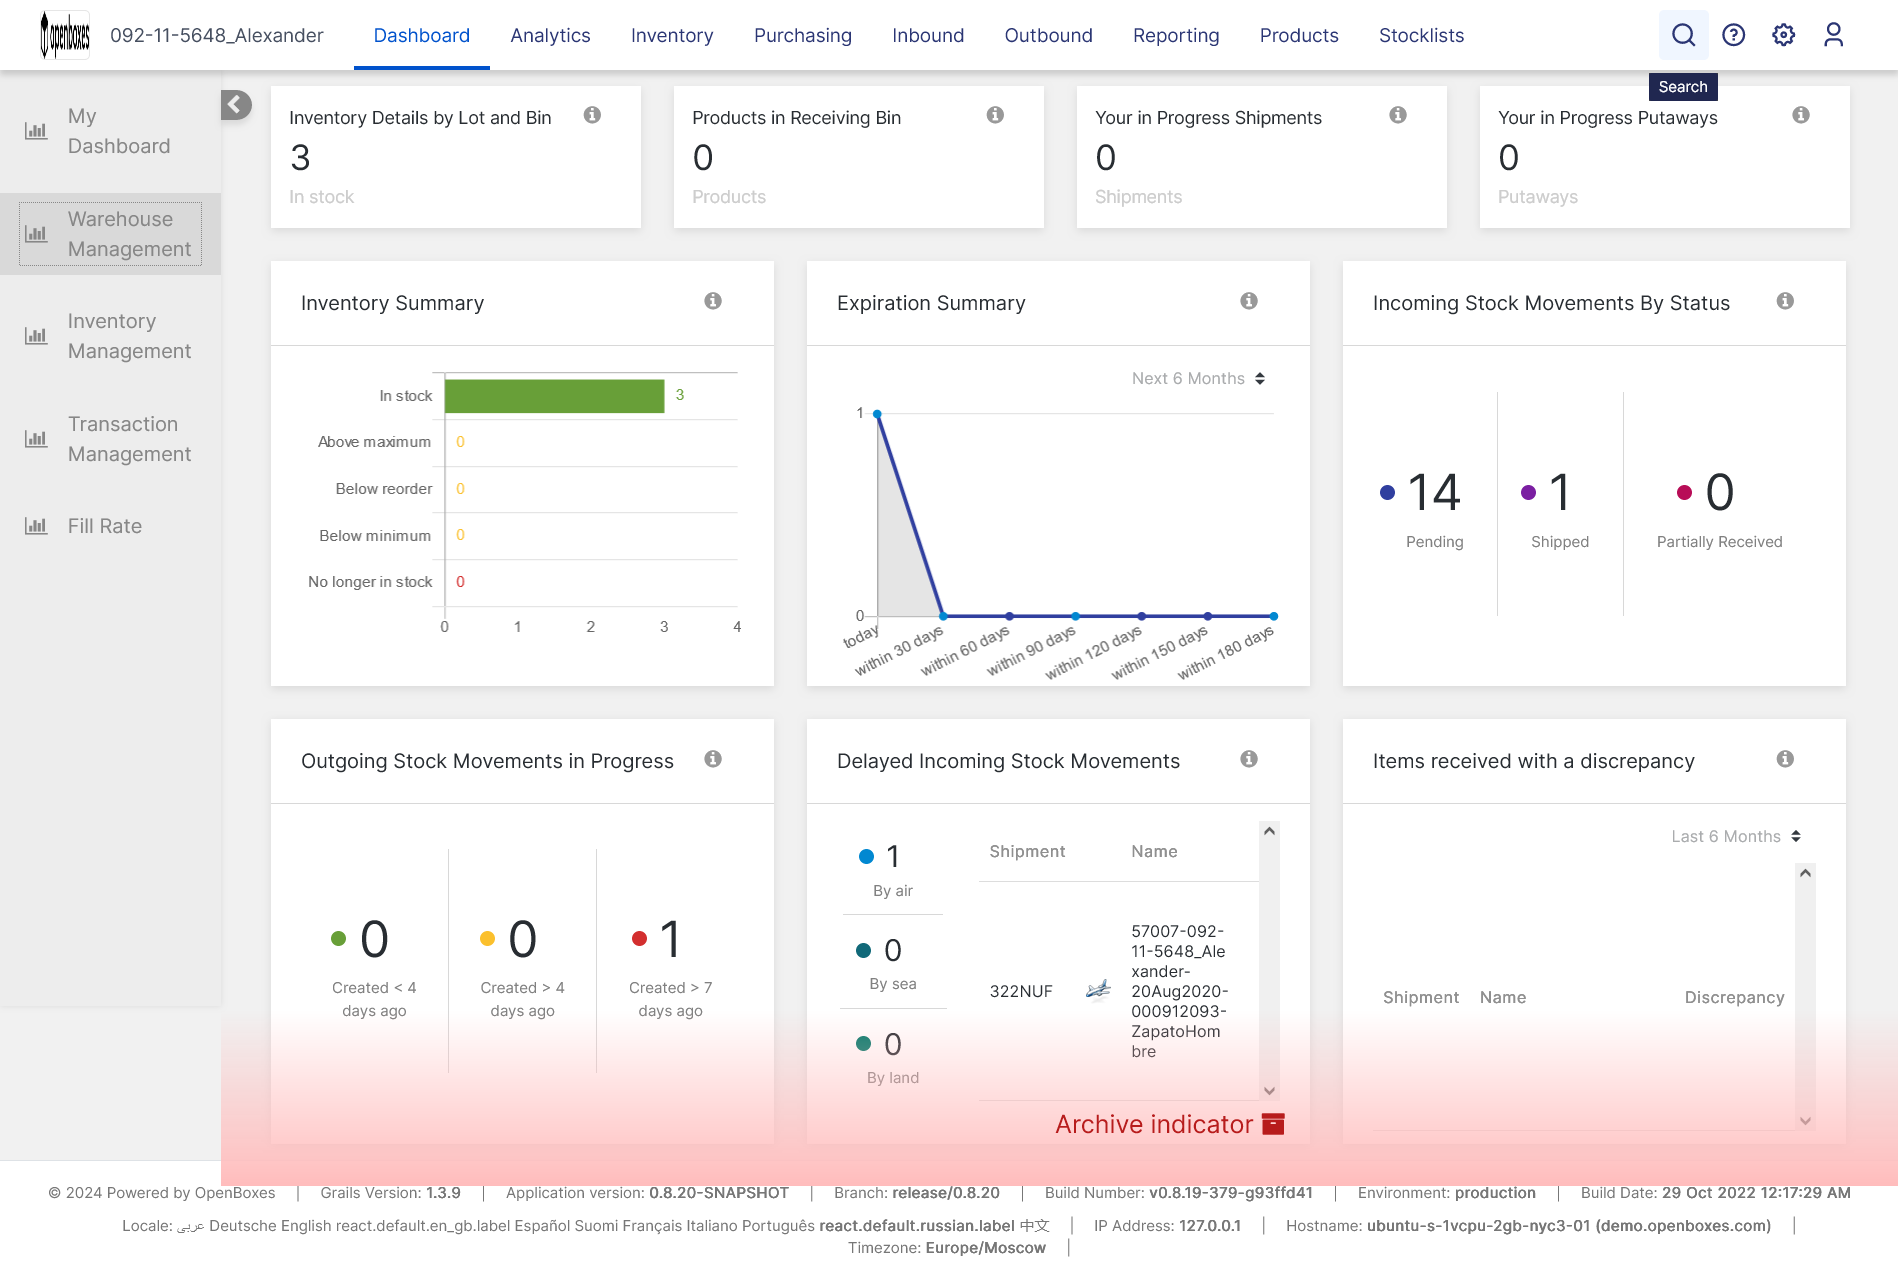 openboxes
092-11-5648_Alexander
Dashboard
Analytics
Inventory
Purchasing
Inbound
Outbound
Reporting
Products
Stocklists
Search
My
Dashboard
Warehouse
Management
Inventory
Management
Transaction
Management
Fill Rate
Inventory Details by Lot and Bin
3
In stock
Products in Receiving Bin
0
Products
Your in Progress Shipments
0
Shipments
Your in Progress Putaways
0
Putaways
Inventory Summary
In stock 3
Above maximum 0
Below reorder 0
Below minimum 0
No longer in stock 0
0 1 2 3 4
Expiration Summary
Next 6 Months
1
0
today
within 30 days
within 60 days
within 90 days
within 120 days
within 150 days
within 180 days
Incoming Stock Movements By Status
14
Pending
1
Shipped
0
Partially Received
Outgoing Stock Movements in Progress
0
Created < 4
days ago
0
Created > 4
days ago
1
Created > 7
days ago
Delayed Incoming Stock Movements
1
By air
0
By sea
0
By land
Shipment Name
322NUF
57007-092-
11-5648_Ale
xander-
20Aug2020-
000912093-
ZapatoHom
bre
Items received with a discrepancy
Last 6 Months
Shipment Name Discrepancy
Archive indicator
© 2024 Powered by OpenBoxes | Grails Version: 1.3.9 | Application version: 0.8.20-SNAPSHOT | Branch: release/0.8.20 | Build Number: v0.8.19-379-g93ffd41 | Environment: production | Build Date: 29 Oct 2022 12:17:29 AM
Locale: عربى Deutsche English react.default.en_gb.label Español Suomi Français Italiano Português react.default.russian.label 中文 | IP Address: 127.0.0.1 | Hostname: ubuntu-s-1vcpu-2gb-nyc3-01 (demo.openboxes.com) |
Timezone: Europe/Moscow |